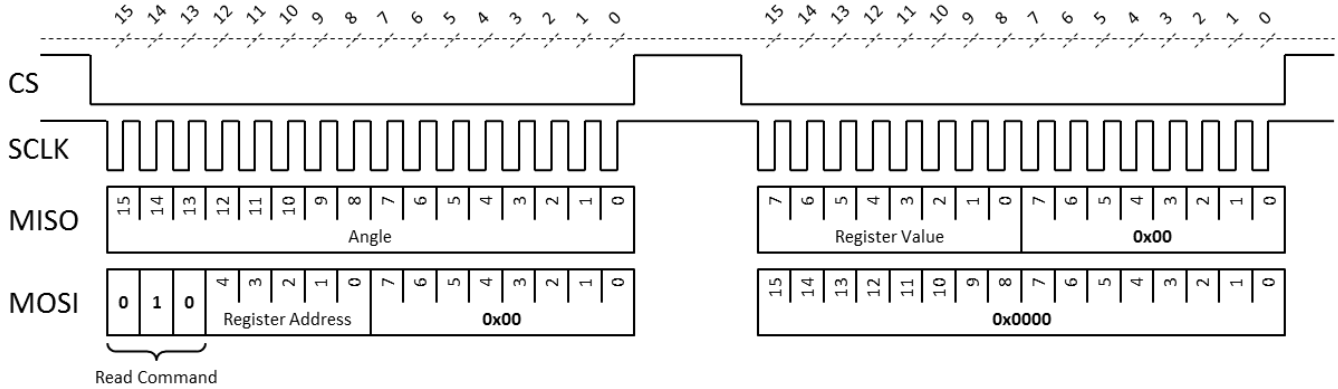 15 14 13 12 11 10 9 8 7 6 5 4 3 2 1 0 15 14 13 12 11 10 9 8 7 6 5 4 3 2 1 0
CS
SCLK
MISO 15 14 13 12 11 10 9 8 7 6 5 4 3 2 1 0 7 6 5 4 3 2 1 0 7 6 5 4 3 2 1 0
Angle Register Value 0x00
MOSI 0 1 0 4 3 2 1 0 7 6 5 4 3 2 1 0 15 14 13 12 11 10 9 8 7 6 5 4 3 2 1 0
Register Address 0x00 0x0000
Read Command